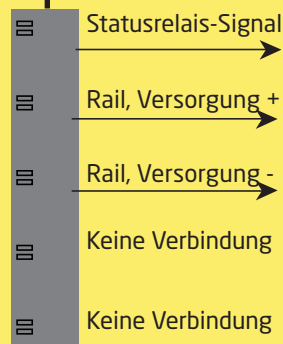 Statusrelais-Signal
Rail, Versorgung +
Rail, Versorgung -
Keine Verbindung
Keine Verbindung